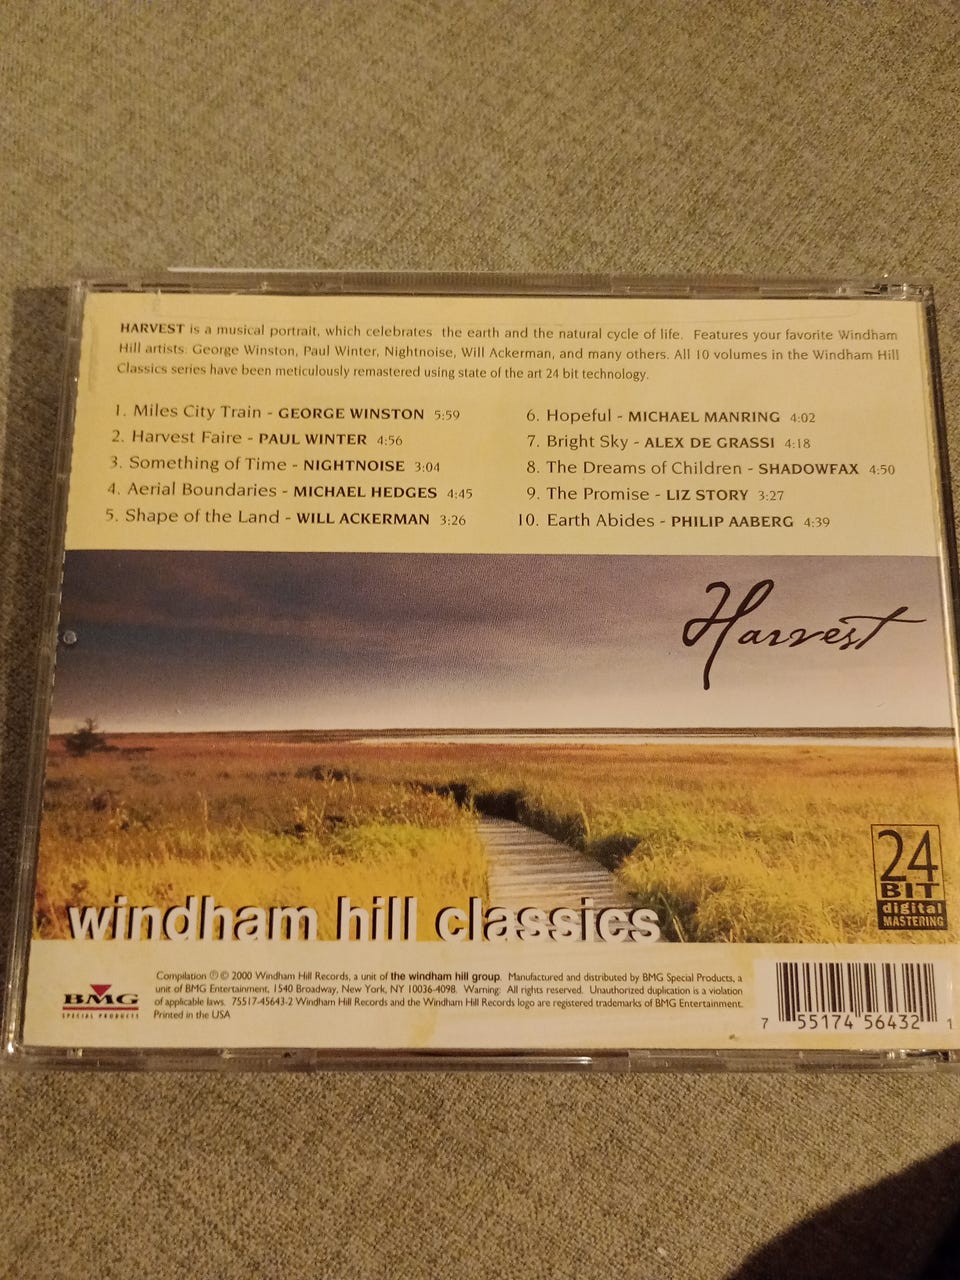 HARVEST is a musical portrait, which celebrates the earth and the natural cycle of life. Features your favorite Windham
Hill artists: George Winston, Paul Winter, Nightnoise, Will Ackerman, and many others. All 10 volumes in the Windham Hill
Classics series have been meticulously remastered using state of the art 24 bit technology.
1. Miles City Train - GEORGE WINSTON 5:59
2. Harvest Faire - PAUL WINTER 4:56
3. Something of Time - NIGHTNOISE 3:04
4. Aerial Boundaries - MICHAEL HEDGES 4:45
5. Shape of the Land - WILL ACKERMAN 3:26
6. Hopeful - MICHAEL MANRING 4:02
7. Bright Sky - ALEX DE GRASSI 4:18
8. The Dreams of Children - SHADOWFAX 4:50
9. The Promise - LIZ STORY 3:27
10. Earth Abides - PHILIP AABERG 4:39
Harvest
24
BIT
digital
MASTERING
windham hill classics
BMG
SPECIAL PRODUCTS
Compilation ℗ © 2000 Windham Hill Records, a unit of the windham hill group. Manufactured and distributed by BMG Special Products, a
unit of BMG Entertainment, 1540 Broadway, New York, NY 10036-4098. Warning: All rights reserved. Unauthorized duplication is a violation
of applicable laws. 75517-45643-2 Windham Hill Records and the Windham Hill Records logo are registered trademarks of BMG Entertainment.
Printed in the USA
7 55174 56432 1